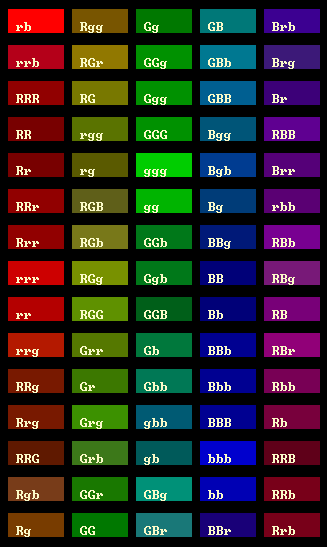 rb Rgg Gg GB Brb
rrb RGr GGg GBb Brg
RRR RG Ggg GBB Br
RR rgg GGG Bgg RBB
Rr rg ggg Bgb Brr
RRr RGB gg Bg rbb
Rrr RGb GGb BBg RBb
rrr RGg Ggb BB RBg
rr RGG GGB Bb RB
rrg Grr Gb BBb RBr
RRg Gr Gbb Bbb Rbb
Rrg Grg gbb BBB Rb
RRG Grb gb bbb RRB
Rgb GGr GBg bb RRb
Rg GG GBr BBr Rrb